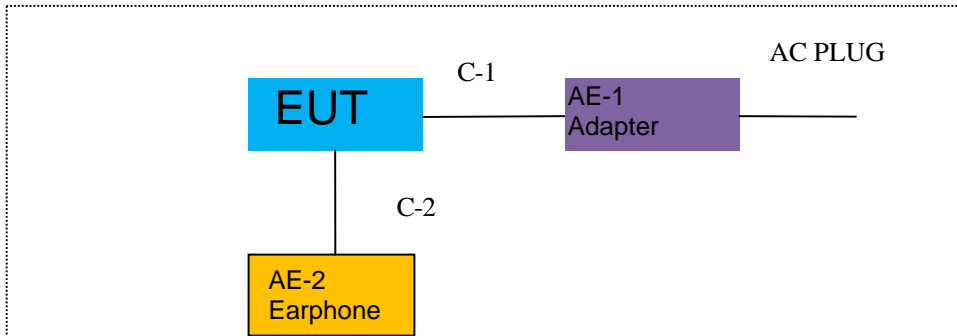 AC PLUG
C-1
EUT
AE-1
Adapter
C-2
AE-2
Earphone